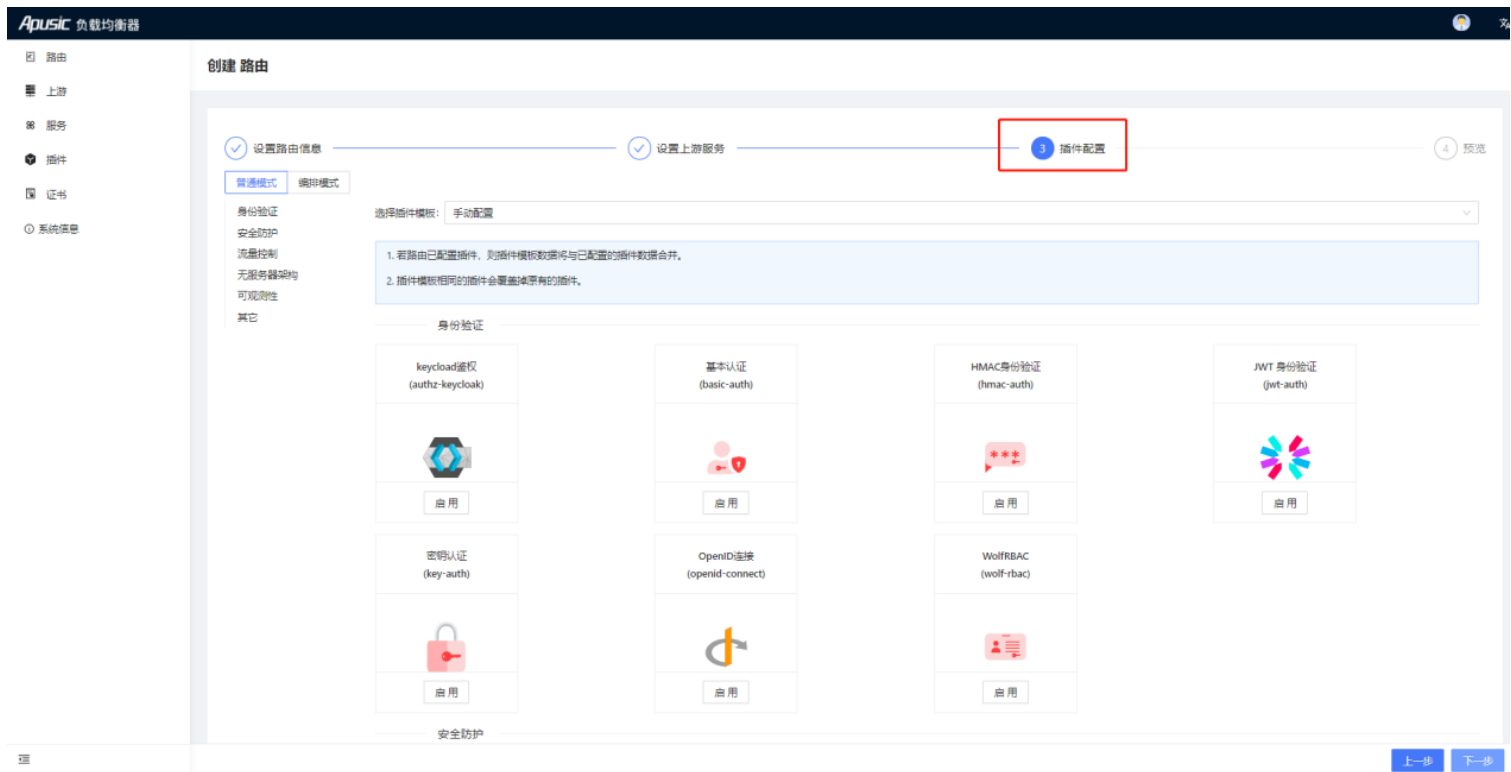 Apusic 负载均衡器
路由
上游
服务
插件
证书
系统信息
创建 路由
设置路由信息
设置上游服务
3 插件配置
4 预览
普通模式 编排模式
身份验证
安全防护
流量控制
无服务器架构
可观测性
其它
选择插件模板： 手动配置
1. 若路由已配置插件，则插件模板数据将与已配置的插件数据合并。
2. 插件模板相同的插件会覆盖掉原有的插件。
身份验证
keycload鉴权
(authz-keycloak)
启用
基本认证
(basic-auth)
启用
HMAC身份验证
(hmac-auth)
启用
JWT 身份验证
(jwt-auth)
启用
密钥认证
(key-auth)
启用
OpenID连接
(openid-connect)
启用
WolfRBAC
(wolf-rbac)
启用
安全防护
上一步 下一步